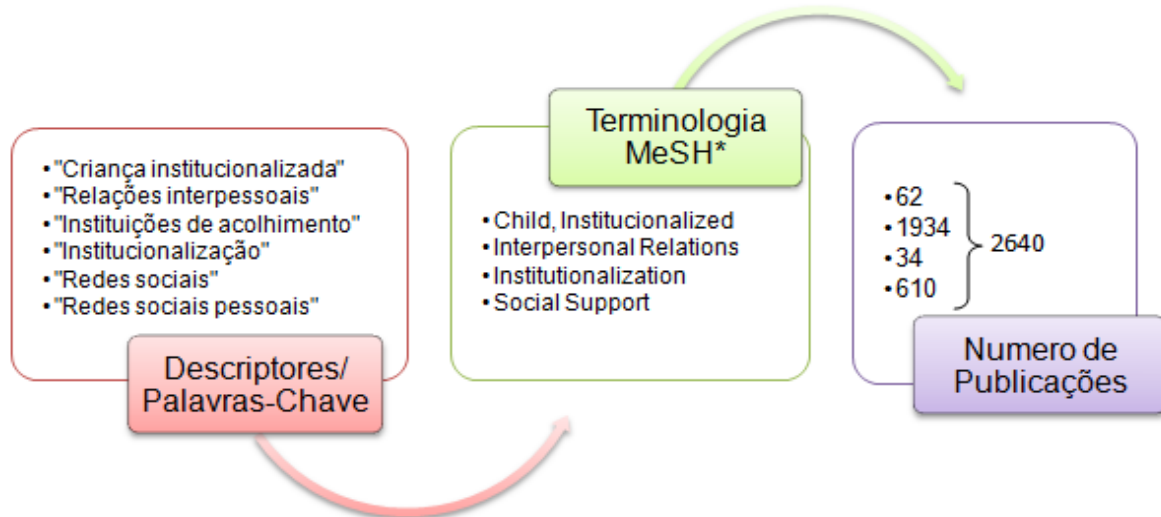 • "Criança institucionalizada"
• "Relações interpessoais"
• "Instituições de acolhimento"
• "Institucionalização"
• "Redes sociais"
• "Redes sociais pessoais"
Descriptores/
Palavras-Chave
Terminologia
MeSH*
• Child, Institucionalized
• Interpersonal Relations
• Institutionalization
• Social Support
• 62
• 1934
• 34
• 610
2640
Numero de
Publicações